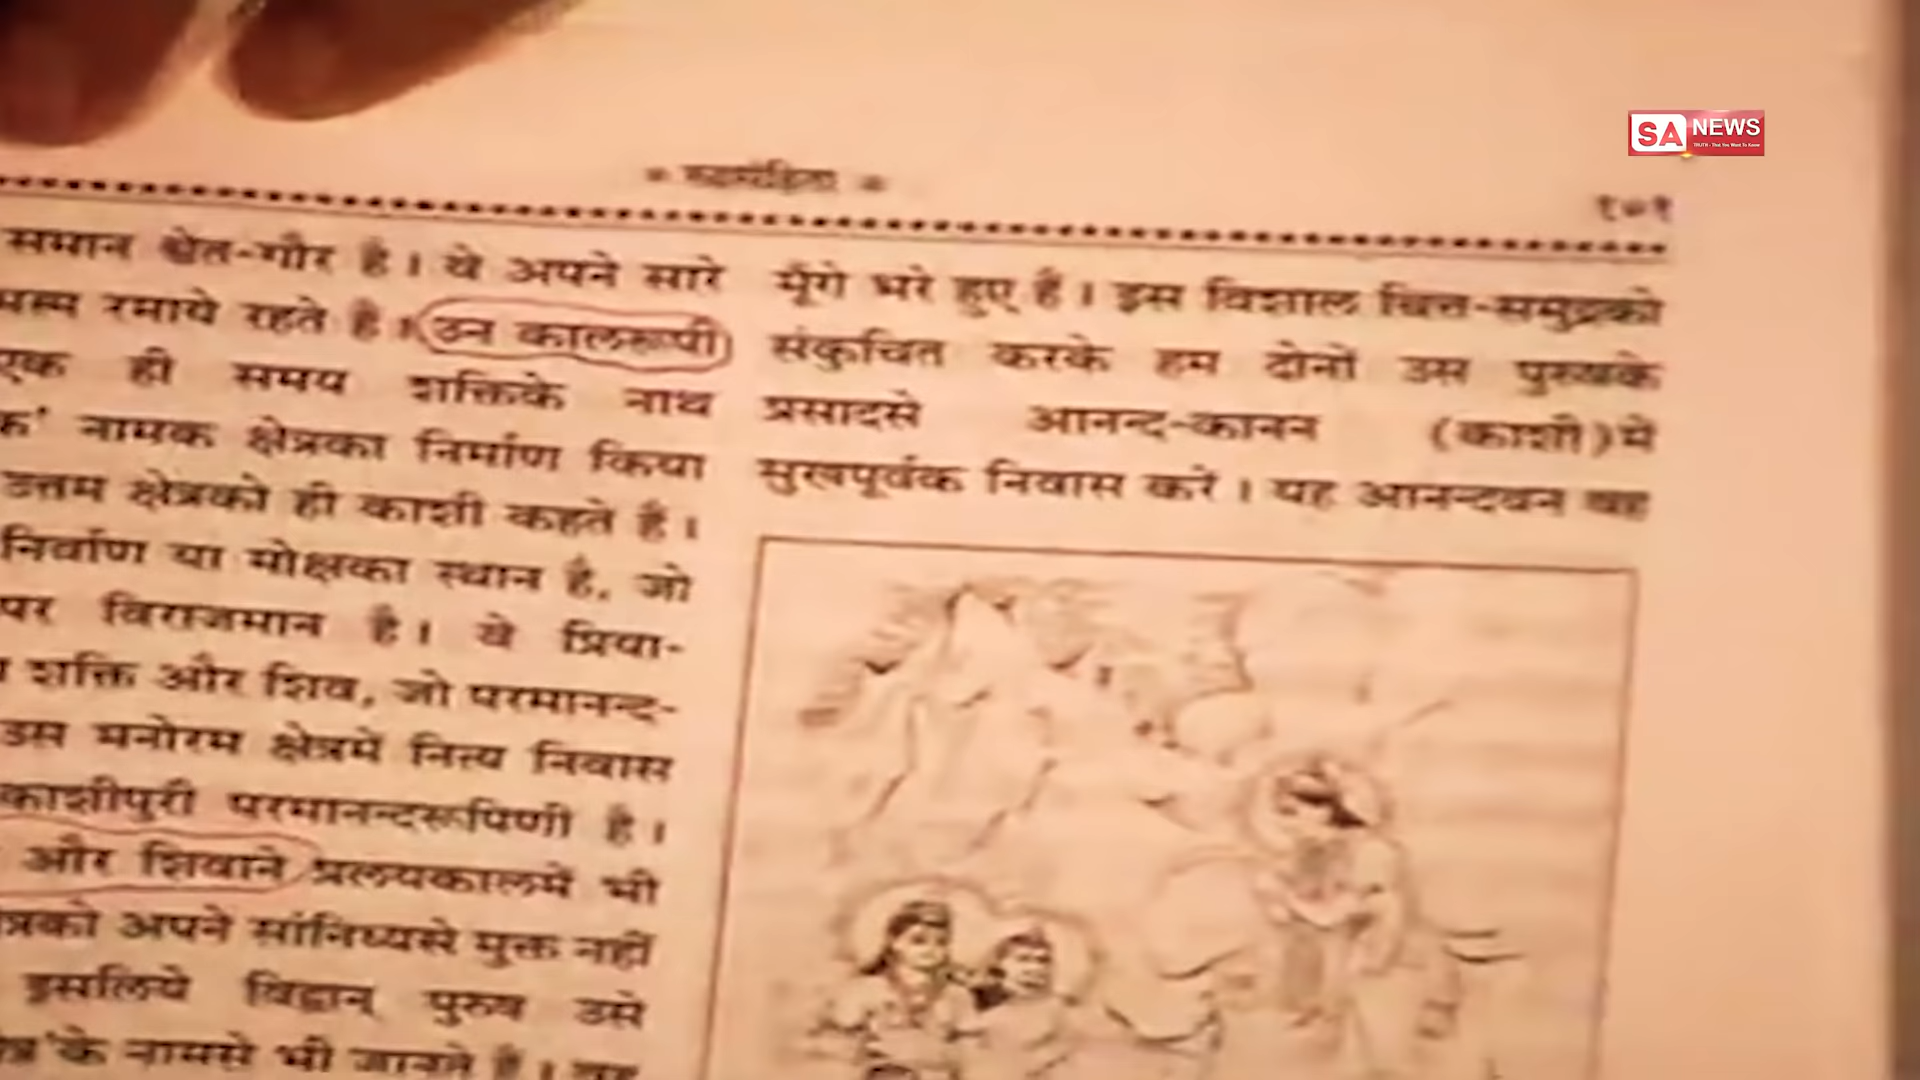 SA NEWS
* रुद्रसंहिता *
१०१
समान श्वेत-गौर है। वे अपने सारे
भस्म रमाये रहते हैं। उन कालरूपी
एक ही समय शक्तिके नाथ
नामक क्षेत्रका निर्माण किया
उत्तम क्षेत्रको ही काशी कहते हैं।
निर्वाण या मोक्षका स्थान है, जो
पर विराजमान है। वे प्रिया-
शक्ति और शिव, जो परमानन्द-
उस मनोरम क्षेत्रमें नित्य निवास
काशीपुरी परमानन्दरूपिणी है।
और शिवाने प्रलयकालमें भी
अपने सांनिध्यसे मुक्त नहीं
इसलिये विद्वान् पुरुष उसे
के नामसे भी जानते हैं।
मूँगे भरे हुए हैं। इस विशाल चित्त-समुद्रको
संकुचित करके हम दोनों उस पुरुषके
प्रसादसे आनन्द-कानन (काशी)में
सुखपूर्वक निवास करें। यह आनन्दवन वह